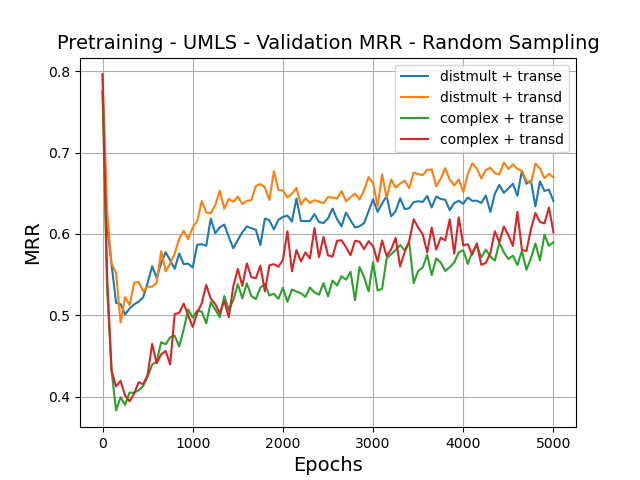 Pretraining - UMLS - Validation MRR - Random Sampling
distmult + transe
distmult + transd
complex + transe
complex + transd
MRR
0.8
0.7
0.6
0.5
0.4
0 1000 2000 3000 4000 5000
Epochs